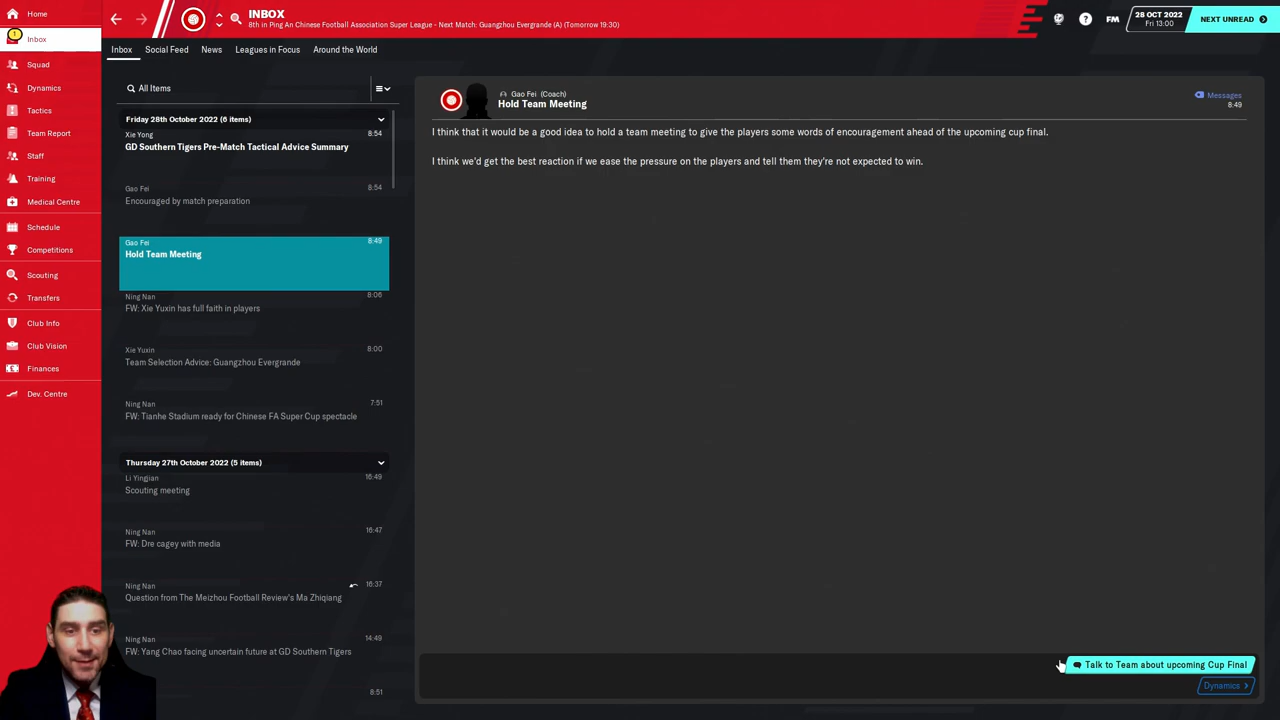 Home
1
Inbox
Squad
Dynamics
Tactics
Team Report
Staff
Training
Medical Centre
Schedule
Competitions
Scouting
Transfers
Club Info
Club Vision
Finances
Dev. Centre
INBOX
8th in Ping An Chinese Football Association Super League - Next Match: Guangzhou Evergrande (A) (Tomorrow 19:30)
FM
28 OCT 2022
Fri 13:00
NEXT UNREAD
Inbox Social Feed News Leagues in Focus Around the World
All Items
Friday 28th October 2022 (6 items)
Xie Yong 8:54
GD Southern Tigers Pre-Match Tactical Advice Summary
Gao Fei 8:54
Encouraged by match preparation
Gao Fei 8:49
Hold Team Meeting
Ning Nan 8:06
FW: Xie Yuxin has full faith in players
Xie Yuxin 8:00
Team Selection Advice: Guangzhou Evergrande
Ning Nan 7:51
FW: Tianhe Stadium ready for Chinese FA Super Cup spectacle
Thursday 27th October 2022 (5 items)
Li Yingjian 16:49
Scouting meeting
Ning Nan 16:47
FW: Dre cagey with media
Ning Nan 16:37
Question from The Meizhou Football Review's Ma Zhiqiang
Ning Nan 14:49
FW: Yang Chao facing uncertain future at GD Southern Tigers
8:51
Gao Fei (Coach)
Hold Team Meeting
Messages
8:49
I think that it would be a good idea to hold a team meeting to give the players some words of encouragement ahead of the upcoming cup final.
I think we'd get the best reaction if we ease the pressure on the players and tell them they're not expected to win.
Talk to Team about upcoming Cup Final
Dynamics >